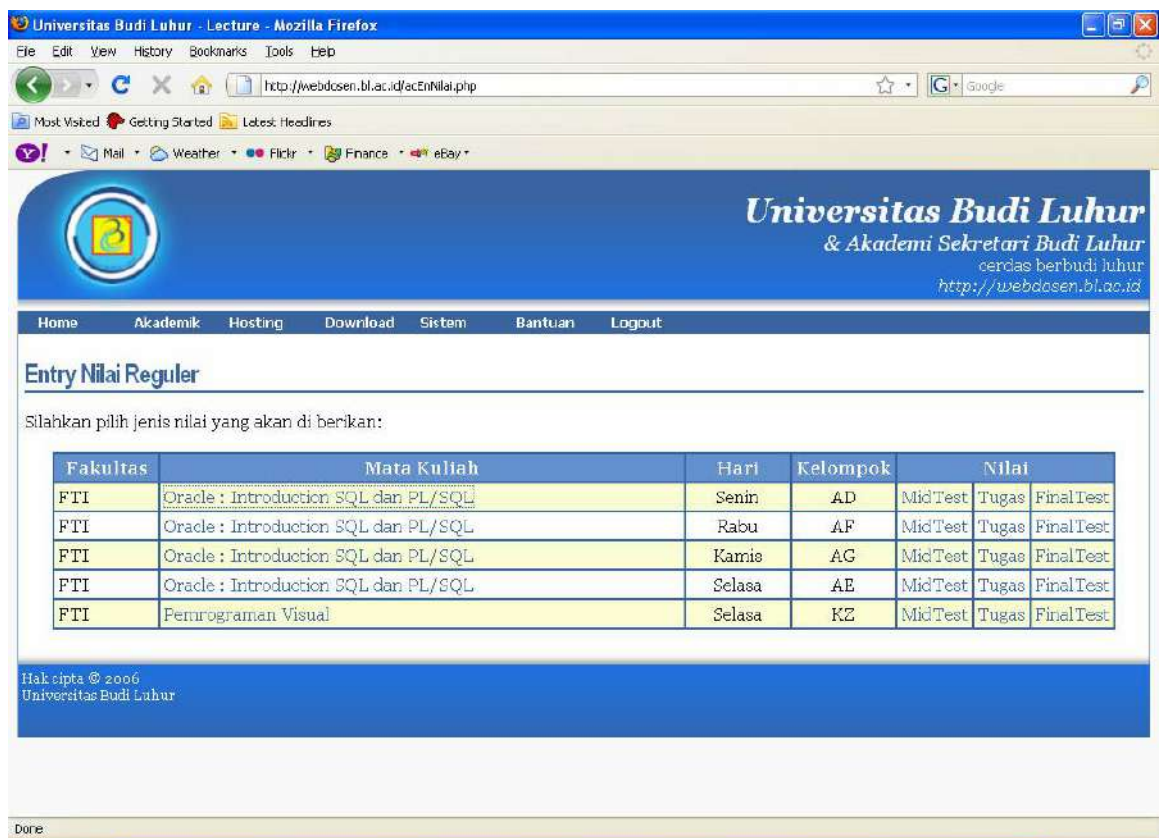 Universitas Budi Luhur - Lecture - Mozilla Firefox
File Edit View History Bookmarks Tools Help
http://webdosen.bl.ac.id/acEnNilai.php G Google
Most Visited Getting Started Latest Headlines
Y! Mail Weather Flickr Finance eBay
Universitas Budi Luhur
& Akademi Sekretari Budi Luhur
cerdas berbudi luhur
http://webdosen.bl.ac.id
Home Akademik Hosting Download Sistem Bantuan Logout
Entry Nilai Reguler
Silahkan pilih jenis nilai yang akan di berikan:
Fakultas Mata Kuliah Hari Kelompok Nilai
FTI Oracle : Introduction SQL dan PL/SQL Senin AD MidTest Tugas FinalTest
FTI Oracle : Introduction SQL dan PL/SQL Rabu AF MidTest Tugas FinalTest
FTI Oracle : Introduction SQL dan PL/SQL Kamis AG MidTest Tugas FinalTest
FTI Oracle : Introduction SQL dan PL/SQL Selasa AE MidTest Tugas FinalTest
FTI Pemrograman Visual Selasa KZ MidTest Tugas FinalTest
Hak cipta © 2006
Universitas Budi Luhur
Done